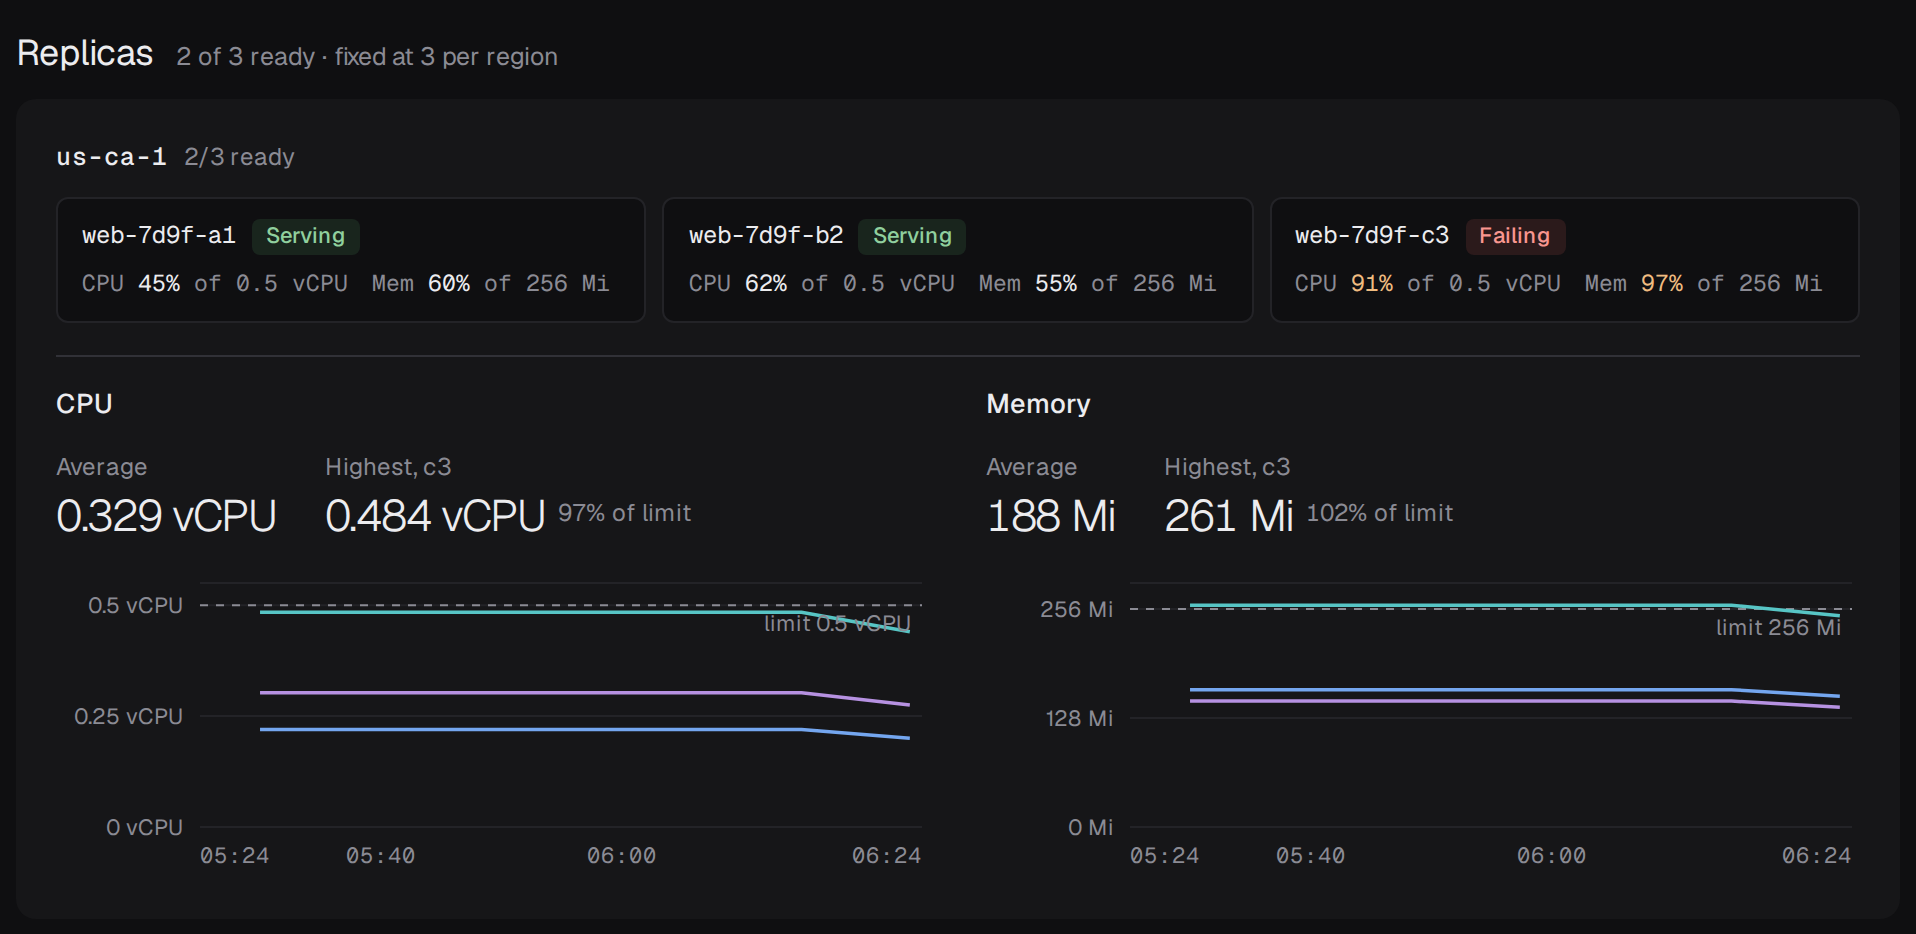 Replicas 2 of 3 ready · fixed at 3 per region
us-ca-1 2/3 ready
web-7d9f-a1 Serving
CPU 45% of 0.5 vCPU Mem 60% of 256 Mi
web-7d9f-b2 Serving
CPU 62% of 0.5 vCPU Mem 55% of 256 Mi
web-7d9f-c3 Failing
CPU 91% of 0.5 vCPU Mem 97% of 256 Mi
CPU
Average
0.329 vCPU
Highest, c3
0.484 vCPU 97% of limit
0.5 vCPU
limit 0.5 vCPU
0.25 vCPU
0 vCPU
05:24 05:40 06:00 06:24
Memory
Average
188 Mi
Highest, c3
261 Mi 102% of limit
256 Mi
limit 256 Mi
128 Mi
0 Mi
05:24 05:40 06:00 06:24